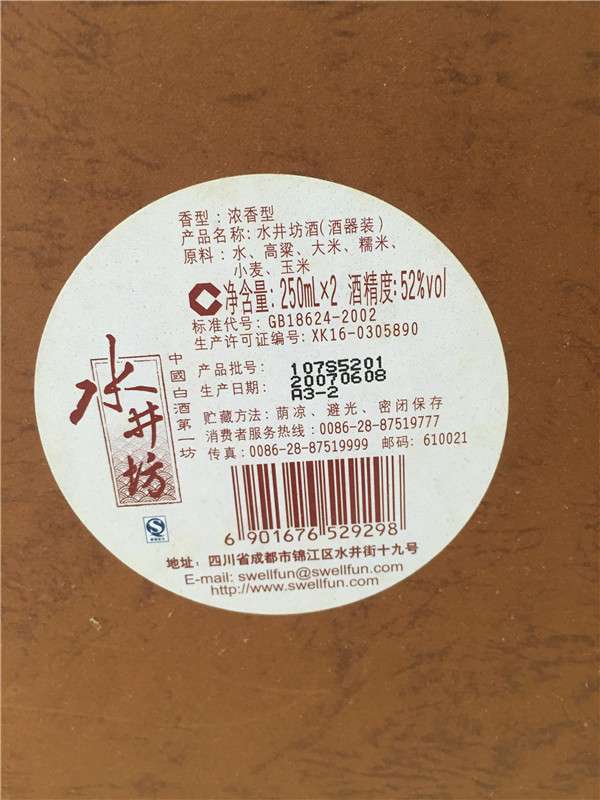 香型：浓香型
产品名称：水井坊酒(酒器装)
原料：水、高粱、大米、糯米、
小麦、玉米
净含量：250mL×2 酒精度：52%vol
标准代号：GB18624-2002
生产许可证编号：XK16-0305890
产品批号：107S5201
生产日期：20070608
A3-2
贮藏方法：荫凉、避光、密闭保存
消费者服务热线：0086-28-87519777
传真：0086-28-87519999 邮码：610021
水井坊
中國白酒第一坊
6 901676 529298
地址：四川省成都市锦江区水井街十九号
E-mail: swellfun@swellfun.com
http://www.swellfun.com